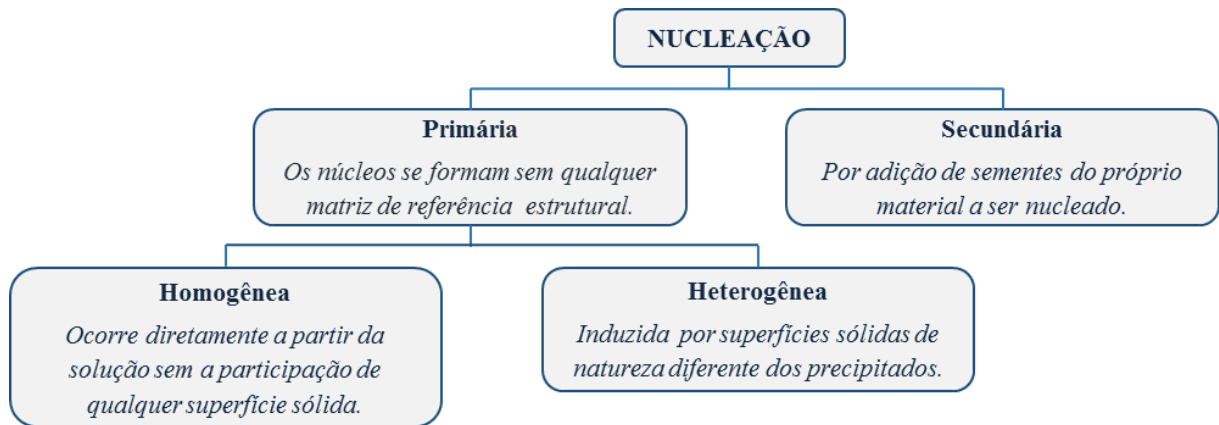 NUCLEAÇÃO
Primária
Os núcleos se formam sem qualquer
matriz de referência estrutural.
Secundária
Por adição de sementes do próprio
material a ser nucleado.
Homogênea
Ocorre diretamente a partir da
solução sem a participação de
qualquer superfície sólida.
Heterogênea
Induzida por superfícies sólidas de
natureza diferente dos precipitados.